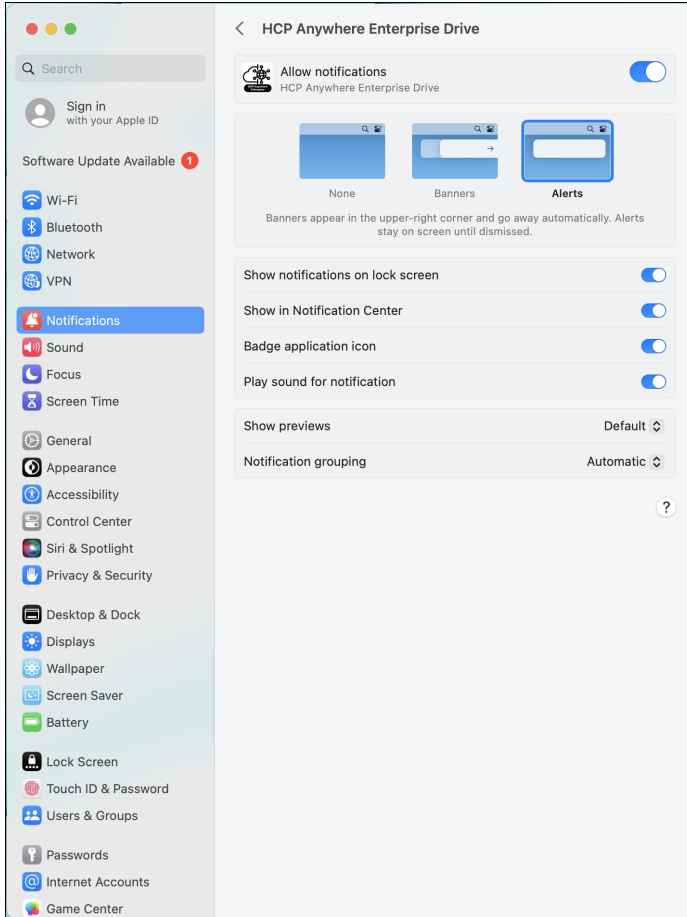 HCP Anywhere Enterprise Drive
Search
Sign in
with your Apple ID
Software Update Available 1
Wi-Fi
Bluetooth
Network
VPN
Notifications
Sound
Focus
Screen Time
General
Appearance
Accessibility
Control Center
Siri & Spotlight
Privacy & Security
Desktop & Dock
Displays
Wallpaper
Screen Saver
Battery
Lock Screen
Touch ID & Password
Users & Groups
Passwords
Internet Accounts
Game Center
HCP Anywhere
Enterprise
Allow notifications
HCP Anywhere Enterprise Drive
None
Banners
Alerts
Banners appear in the upper-right corner and go away automatically. Alerts
stay on screen until dismissed.
Show notifications on lock screen
Show in Notification Center
Badge application icon
Play sound for notification
Show previews Default
Notification grouping Automatic
?